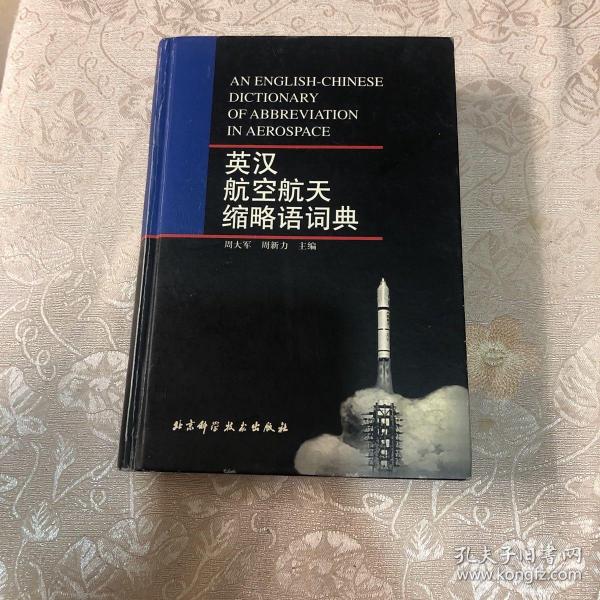 AN ENGLISH-CHINESE
DICTIONARY
OF ABBREVIATION
IN AEROSPACE
英汉
航空航天
缩略语词典
周大军 周新力 主编
北京科学技术出版社
孔夫子旧书网
www.kongfz.com